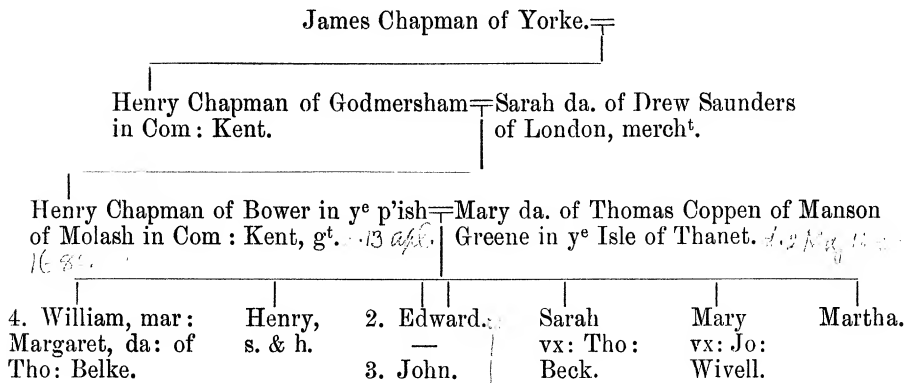 James Chapman of Yorke.
Henry Chapman of Godmersham Sarah da. of Drew Saunders
in Com: Kent. of London, mercht.
Henry Chapman of Bower in ye p'ish Mary da. of Thomas Coppen of Manson
of Molash in Com: Kent, gt. 13 apl. Greene in ye Isle of Thanet.
4. William, mar: Henry, 2. Edward. Sarah Mary Martha.
Margaret, da: of s. & h. — vx: Tho: vx: Jo:
Tho: Belke. 3. John. Beck. Wivell.